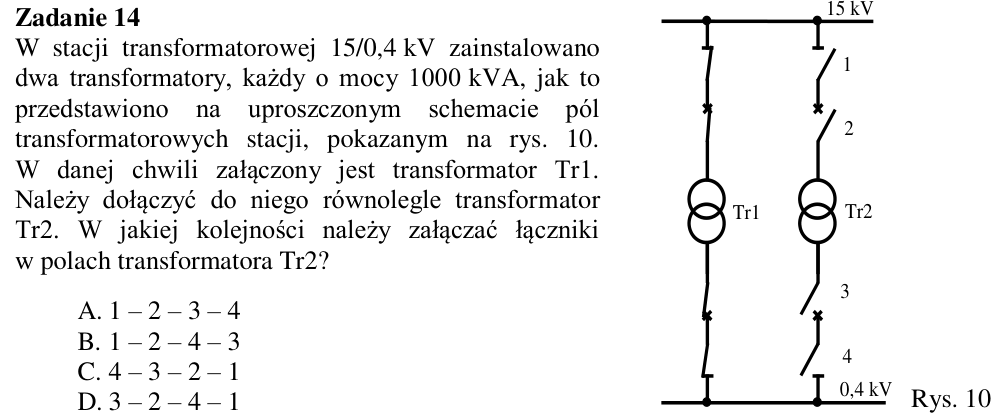 Zadanie 14
W stacji transformatorowej 15/0,4 kV zainstalowano
dwa transformatory, każdy o mocy 1000 kVA, jak to
przedstawiono na uproszczonym schemacie pól
transformatorowych stacji, pokazanym na rys. 10.
W danej chwili załączony jest transformator Tr1.
Należy dołączyć do niego równolegle transformator
Tr2. W jakiej kolejności należy załączać łączniki
w polach transformatora Tr2?
A. 1 – 2 – 3 – 4
B. 1 – 2 – 4 – 3
C. 4 – 3 – 2 – 1
D. 3 – 2 – 4 – 1
15 kV
1
2
Tr1
Tr2
3
4
0,4 kV
Rys. 10